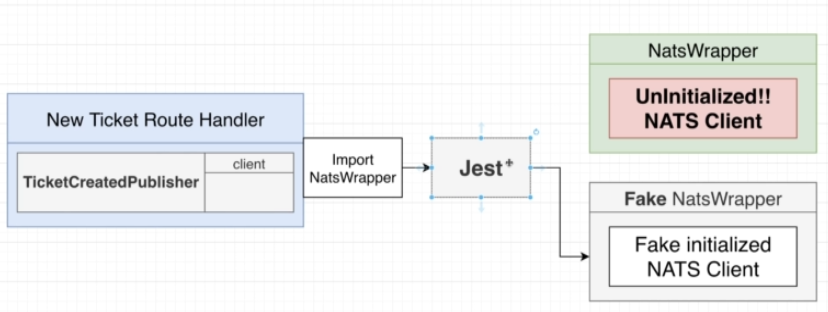 New Ticket Route Handler
TicketCreatedPublisher
client
Import
NatsWrapper
Jest+
NatsWrapper
UnInitialized!!
NATS Client
Fake NatsWrapper
Fake initialized
NATS Client